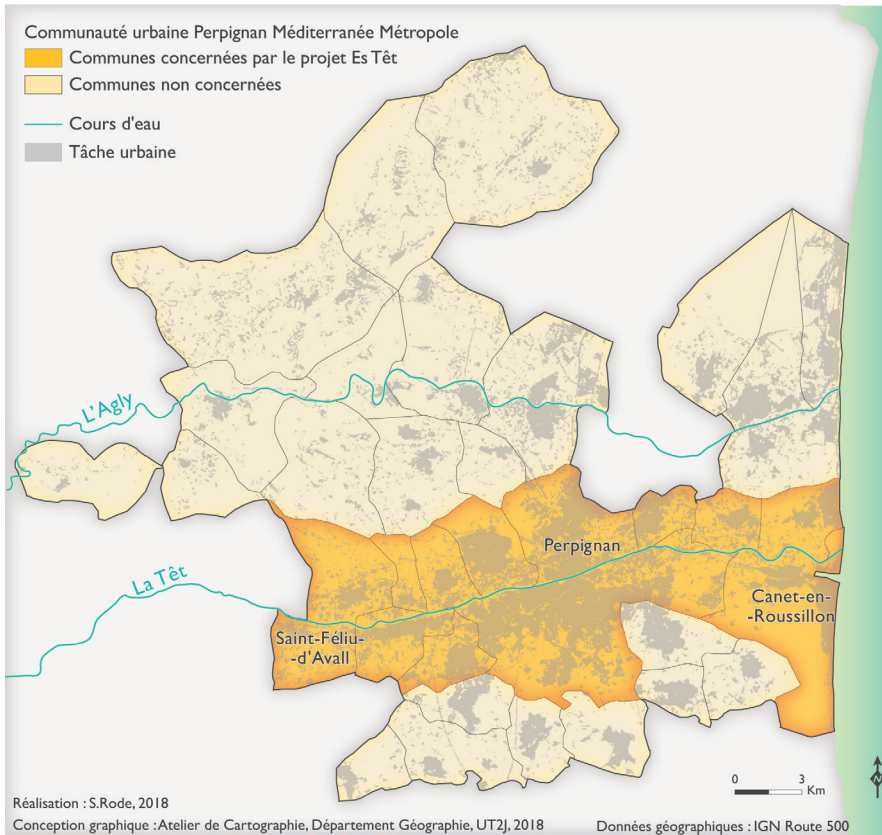 Communauté urbaine Perpignan Méditerranée Métropole
Communes concernées par le projet Es Têt
Communes non concernées
Cours d'eau
Tâche urbaine
L'Agly
La Têt
Perpignan
Canet-en-
-Roussillon
Saint-Féliu-
-d'Avall
0 3
Km
N
Réalisation : S.Rode, 2018
Conception graphique : Atelier de Cartographie, Département Géographie, UT2J, 2018
Données géographiques : IGN Route 500